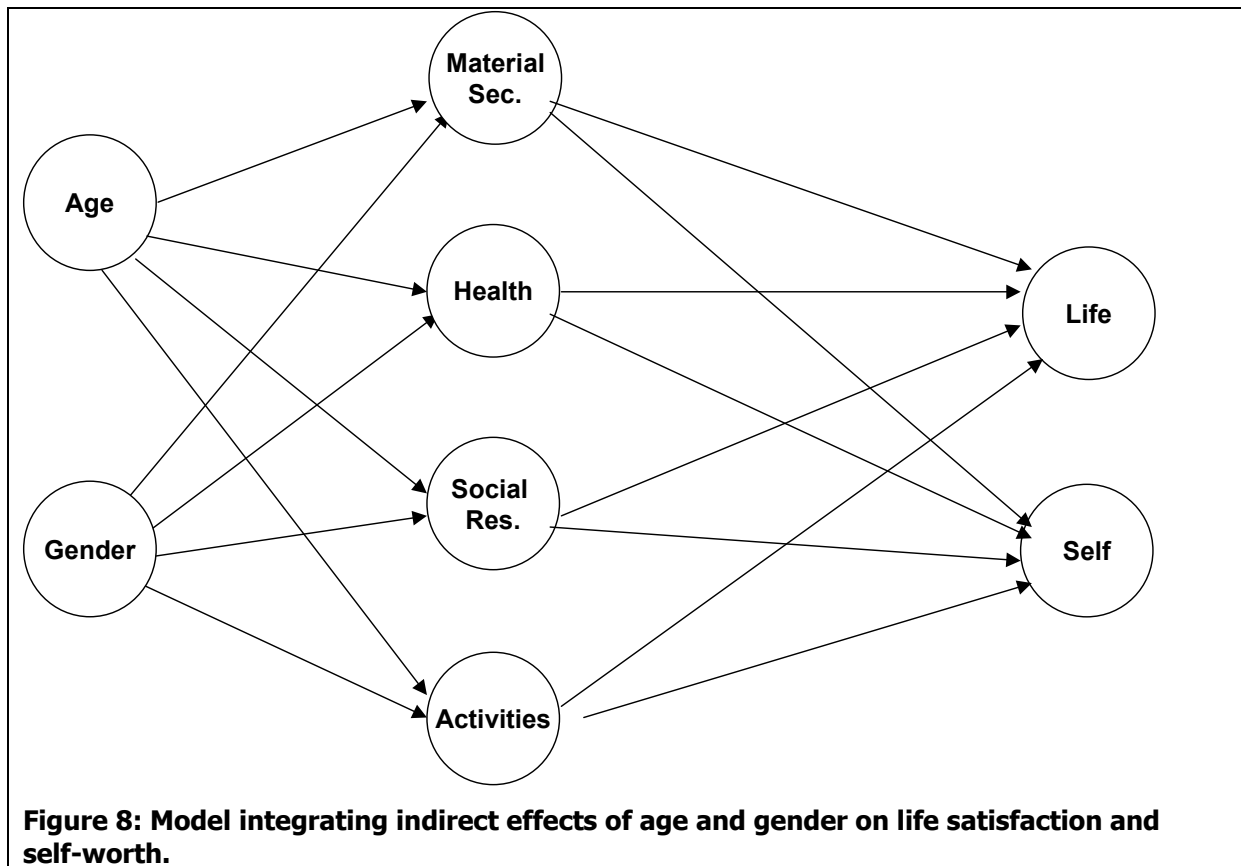 Material
Sec.
Age
Health
Life
Social
Res.
Gender
Self
Activities
Figure 8: Model integrating indirect effects of age and gender on life satisfaction and
self-worth.